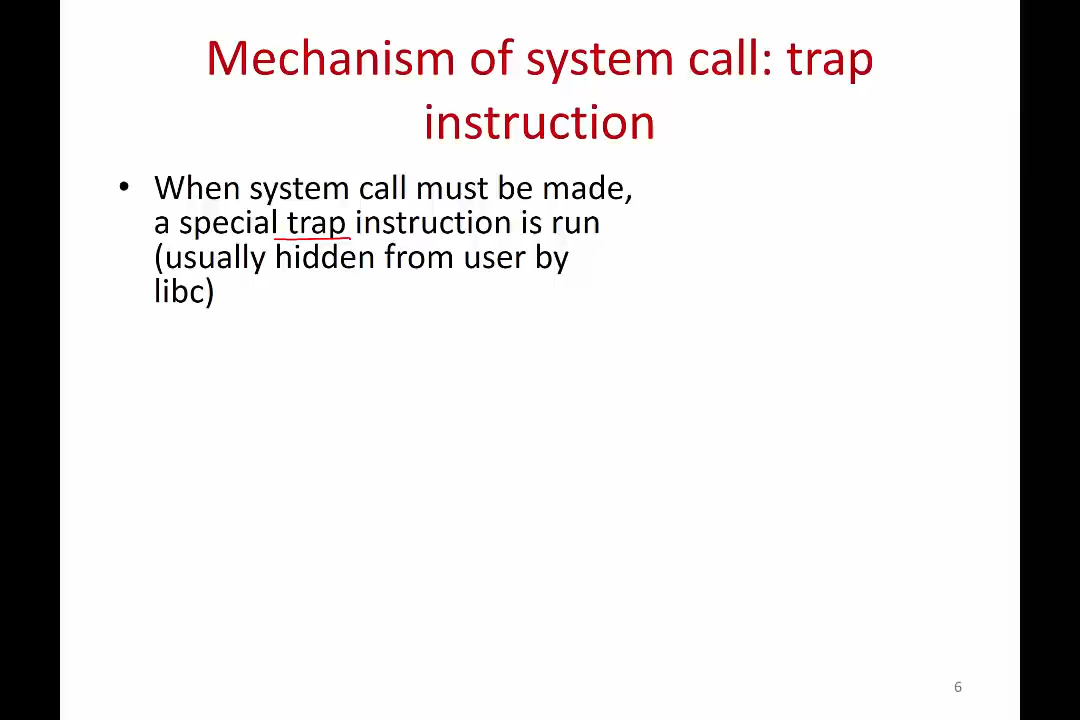 Mechanism of system call: trap
instruction
• When system call must be made,
a special trap instruction is run
(usually hidden from user by
libc)
6